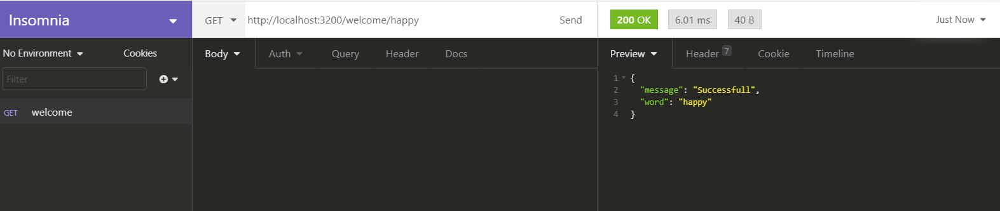 Insomnia
GET http://localhost:3200/welcome/happy Send
200 OK 6.01 ms 40 B Just Now
No Environment Cookies
Body Auth Query Header Docs
Preview Header 7 Cookie Timeline
Filter
GET welcome
1 {
2 "message": "Successfull",
3 "word": "happy"
4 }